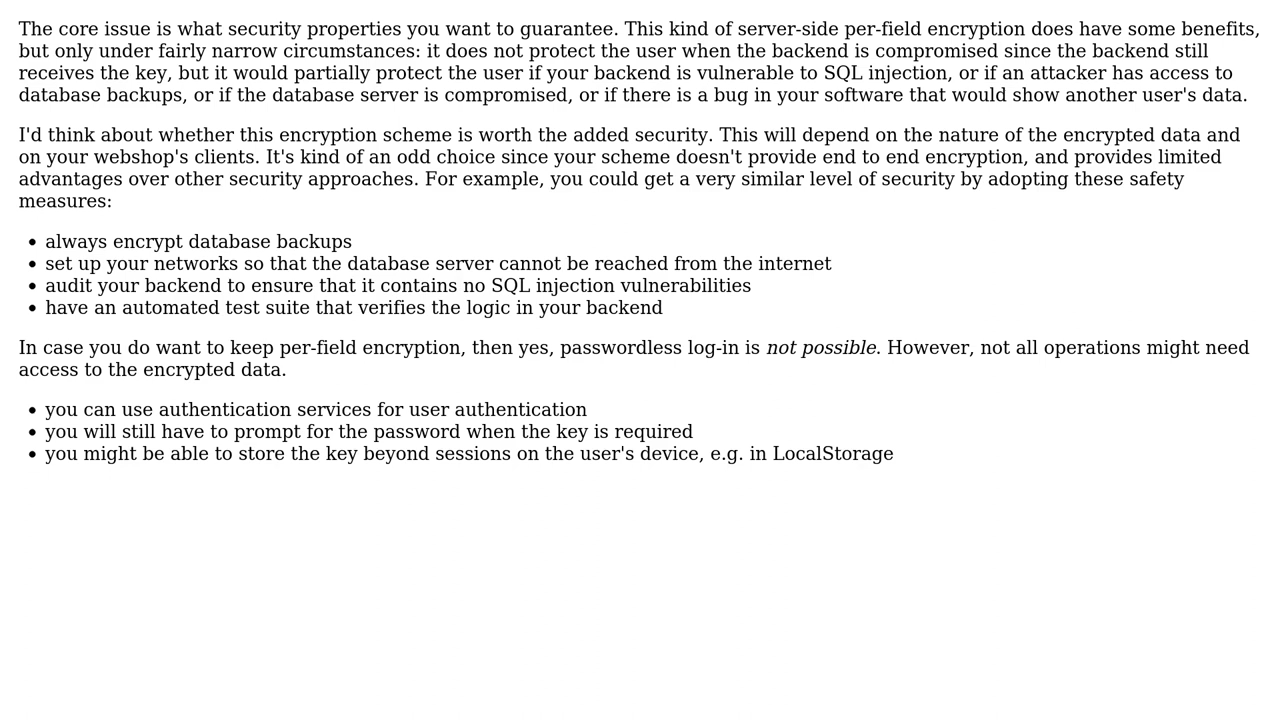 The core issue is what security properties you want to guarantee. This kind of server-side per-field encryption does have some benefits,
but only under fairly narrow circumstances: it does not protect the user when the backend is compromised since the backend still
receives the key, but it would partially protect the user if your backend is vulnerable to SQL injection, or if an attacker has access to
database backups, or if the database server is compromised, or if there is a bug in your software that would show another user's data.
I'd think about whether this encryption scheme is worth the added security. This will depend on the nature of the encrypted data and
on your webshop's clients. It's kind of an odd choice since your scheme doesn't provide end to end encryption, and provides limited
advantages over other security approaches. For example, you could get a very similar level of security by adopting these safety
measures:
• always encrypt database backups
• set up your networks so that the database server cannot be reached from the internet
• audit your backend to ensure that it contains no SQL injection vulnerabilities
• have an automated test suite that verifies the logic in your backend
In case you do want to keep per-field encryption, then yes, passwordless log-in is not possible. However, not all operations might need
access to the encrypted data.
• you can use authentication services for user authentication
• you will still have to prompt for the password when the key is required
• you might be able to store the key beyond sessions on the user's device, e.g. in LocalStorage